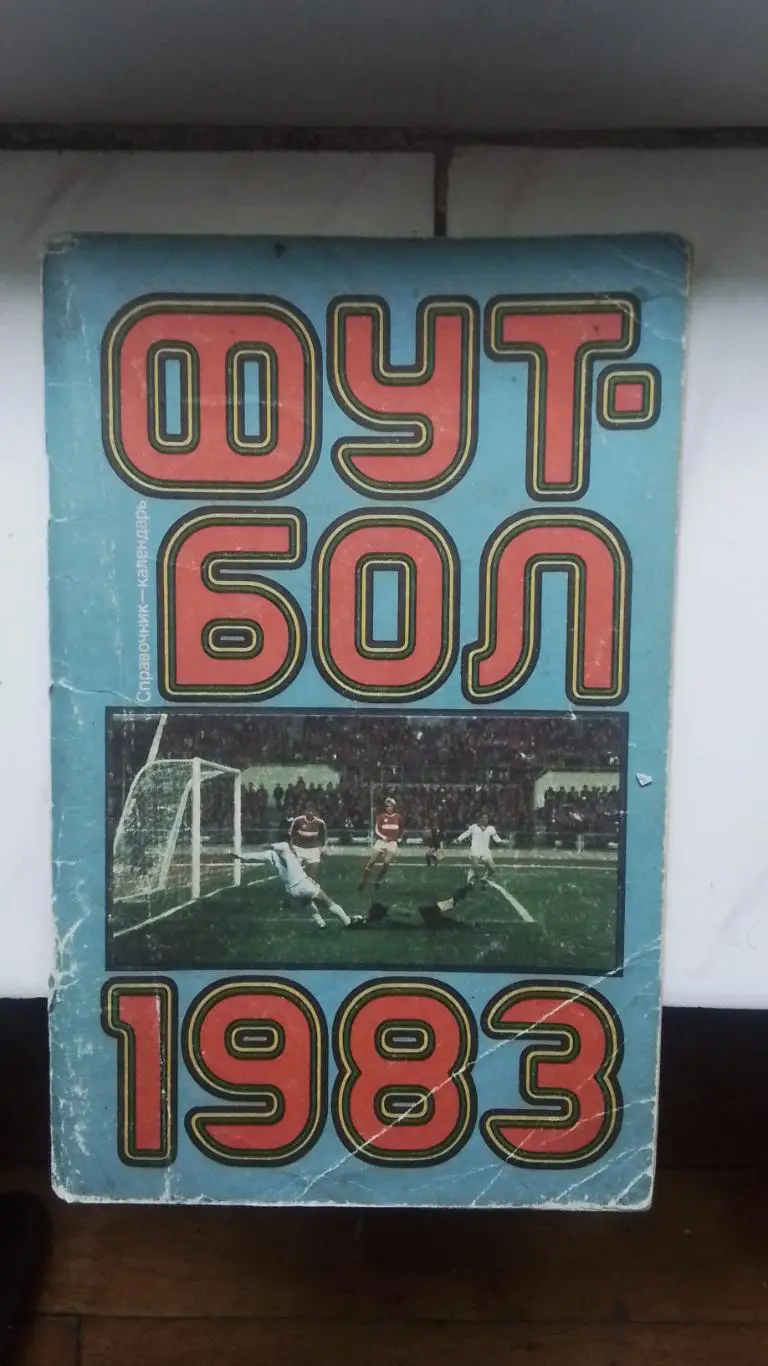 ФУТ-
БОЛ
Справочник—календарь
1983